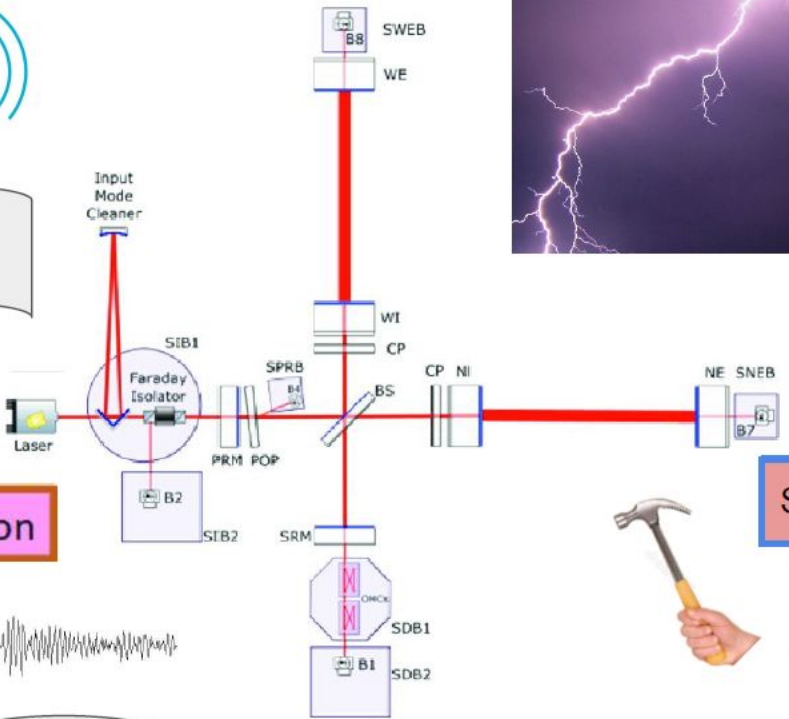 B8
SWEB
WE
Input
Mode
Cleaner
WI
CP
SIB1
Faraday
Isolator
SPRB
B4
BS
CP
NI
NE
SNEB
B7
Laser
PRM
POP
B2
SIB2
on
S
SRM
OMCs
SDB1
B1
SDB2